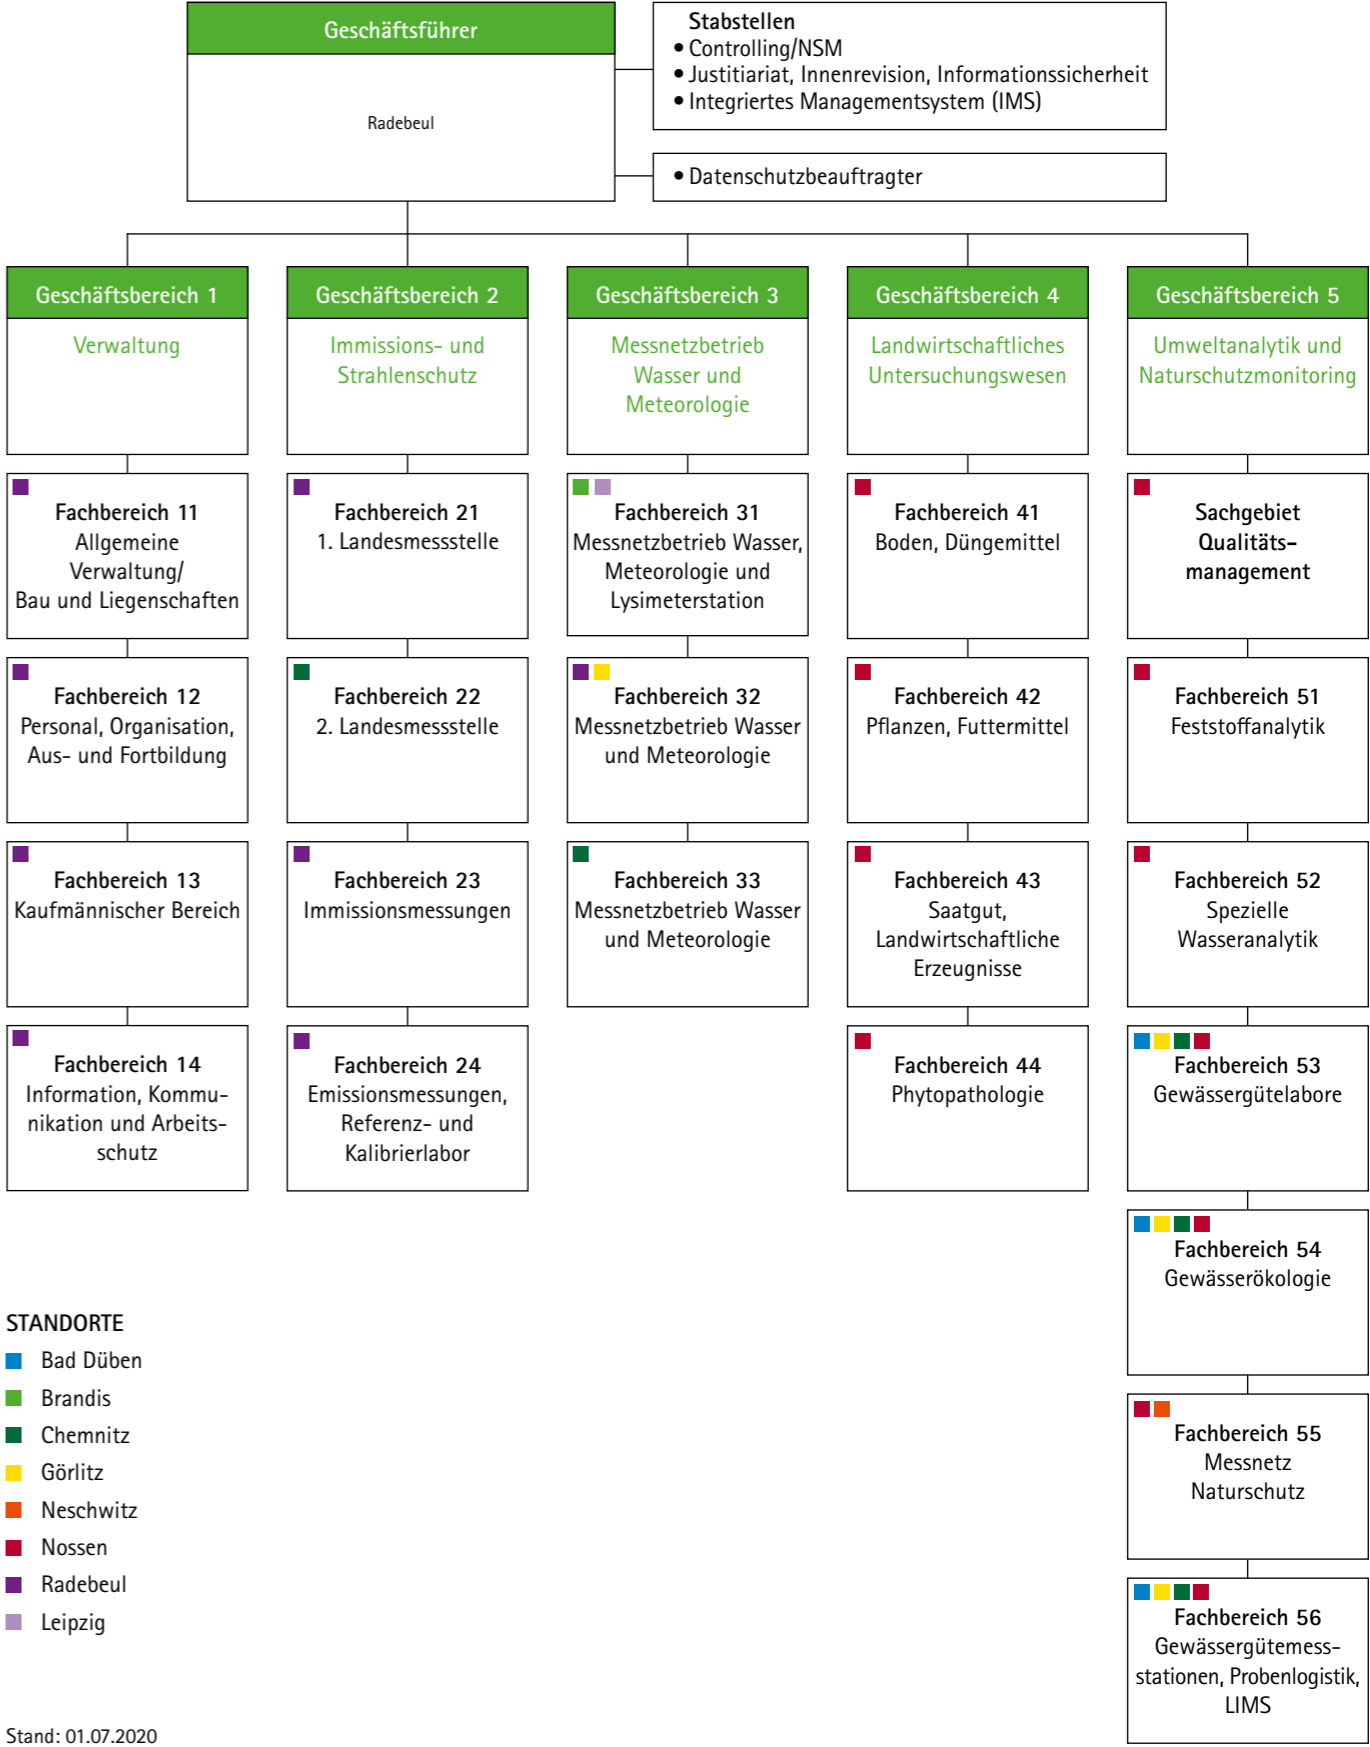 Geschäftsführer
Radebeul
Stabstellen
• Controlling/NSM
• Justitiariat, Innenrevision, Informationssicherheit
• Integriertes Managementsystem (IMS)
• Datenschutzbeauftragter
Geschäftsbereich 1
Verwaltung
Fachbereich 11
Allgemeine
Verwaltung/
Bau und Liegenschaften
Fachbereich 12
Personal, Organisation,
Aus- und Fortbildung
Fachbereich 13
Kaufmännischer Bereich
Fachbereich 14
Information, Kommu-
nikation und Arbeits-
schutz
Geschäftsbereich 2
Immissions- und
Strahlenschutz
Fachbereich 21
1. Landesmessstelle
Fachbereich 22
2. Landesmessstelle
Fachbereich 23
Immissionsmessungen
Fachbereich 24
Emissionsmessungen,
Referenz- und
Kalibrierlabor
Geschäftsbereich 3
Messnetzbetrieb
Wasser und
Meteorologie
Fachbereich 31
Messnetzbetrieb Wasser,
Meteorologie und
Lysimeterstation
Fachbereich 32
Messnetzbetrieb Wasser
und Meteorologie
Fachbereich 33
Messnetzbetrieb Wasser
und Meteorologie
Geschäftsbereich 4
Landwirtschaftliches
Untersuchungswesen
Fachbereich 41
Boden, Düngemittel
Fachbereich 42
Pflanzen, Futtermittel
Fachbereich 43
Saatgut,
Landwirtschaftliche
Erzeugnisse
Fachbereich 44
Phytopathologie
Geschäftsbereich 5
Umweltanalytik und
Naturschutzmonitoring
Sachgebiet
Qualitäts-
management
Fachbereich 51
Feststoffanalytik
Fachbereich 52
Spezielle
Wasseranalytik
Fachbereich 53
Gewässergütelabore
Fachbereich 54
Gewässerökologie
Fachbereich 55
Messnetz
Naturschutz
Fachbereich 56
Gewässergütemess-
stationen, Probenlogistik,
LIMS
STANDORTE
Bad Düben
Brandis
Chemnitz
Görlitz
Neschwitz
Nossen
Radebeul
Leipzig
Stand: 01.07.2020